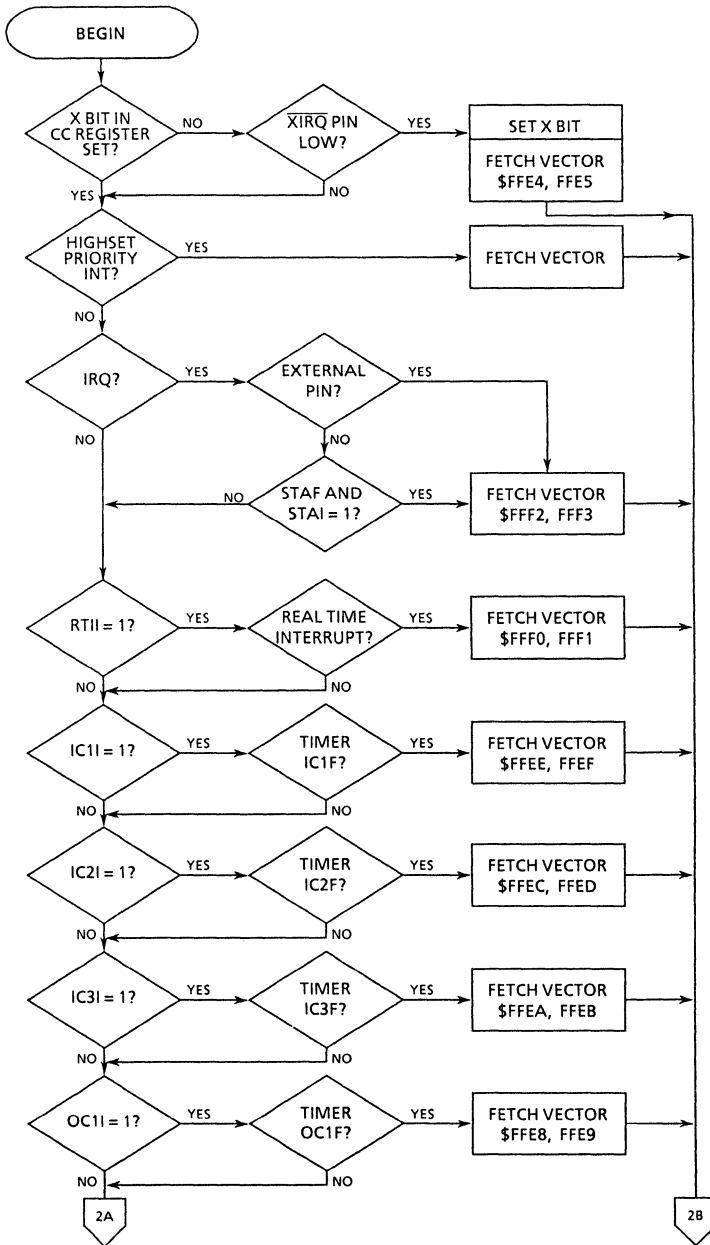 BEGIN
X BIT IN
CC REGISTER
SET?
NO
XIRQ PIN
LOW?
YES
SET X BIT
FETCH VECTOR
$FFE4, FFE5
YES
NO
HIGHSET
PRIORITY
INT?
YES
FETCH VECTOR
NO
IRQ?
YES
EXTERNAL
PIN?
YES
NO
NO
STAF AND
STAI = 1?
NO
YES
FETCH VECTOR
$FFF2, FFF3
RTII = 1?
YES
REAL TIME
INTERRUPT?
YES
FETCH VECTOR
$FFF0, FFF1
NO
NO
IC1I = 1?
YES
TIMER
IC1F?
YES
FETCH VECTOR
$FFEE, FFEF
NO
NO
IC2I = 1?
YES
TIMER
IC2F?
YES
FETCH VECTOR
$FFEC, FFED
NO
NO
IC3I = 1?
YES
TIMER
IC3F?
YES
FETCH VECTOR
$FFEA, FFEB
NO
NO
OC1I = 1?
YES
TIMER
OC1F?
YES
FETCH VECTOR
$FFE8, FFE9
NO
NO
2A
2B